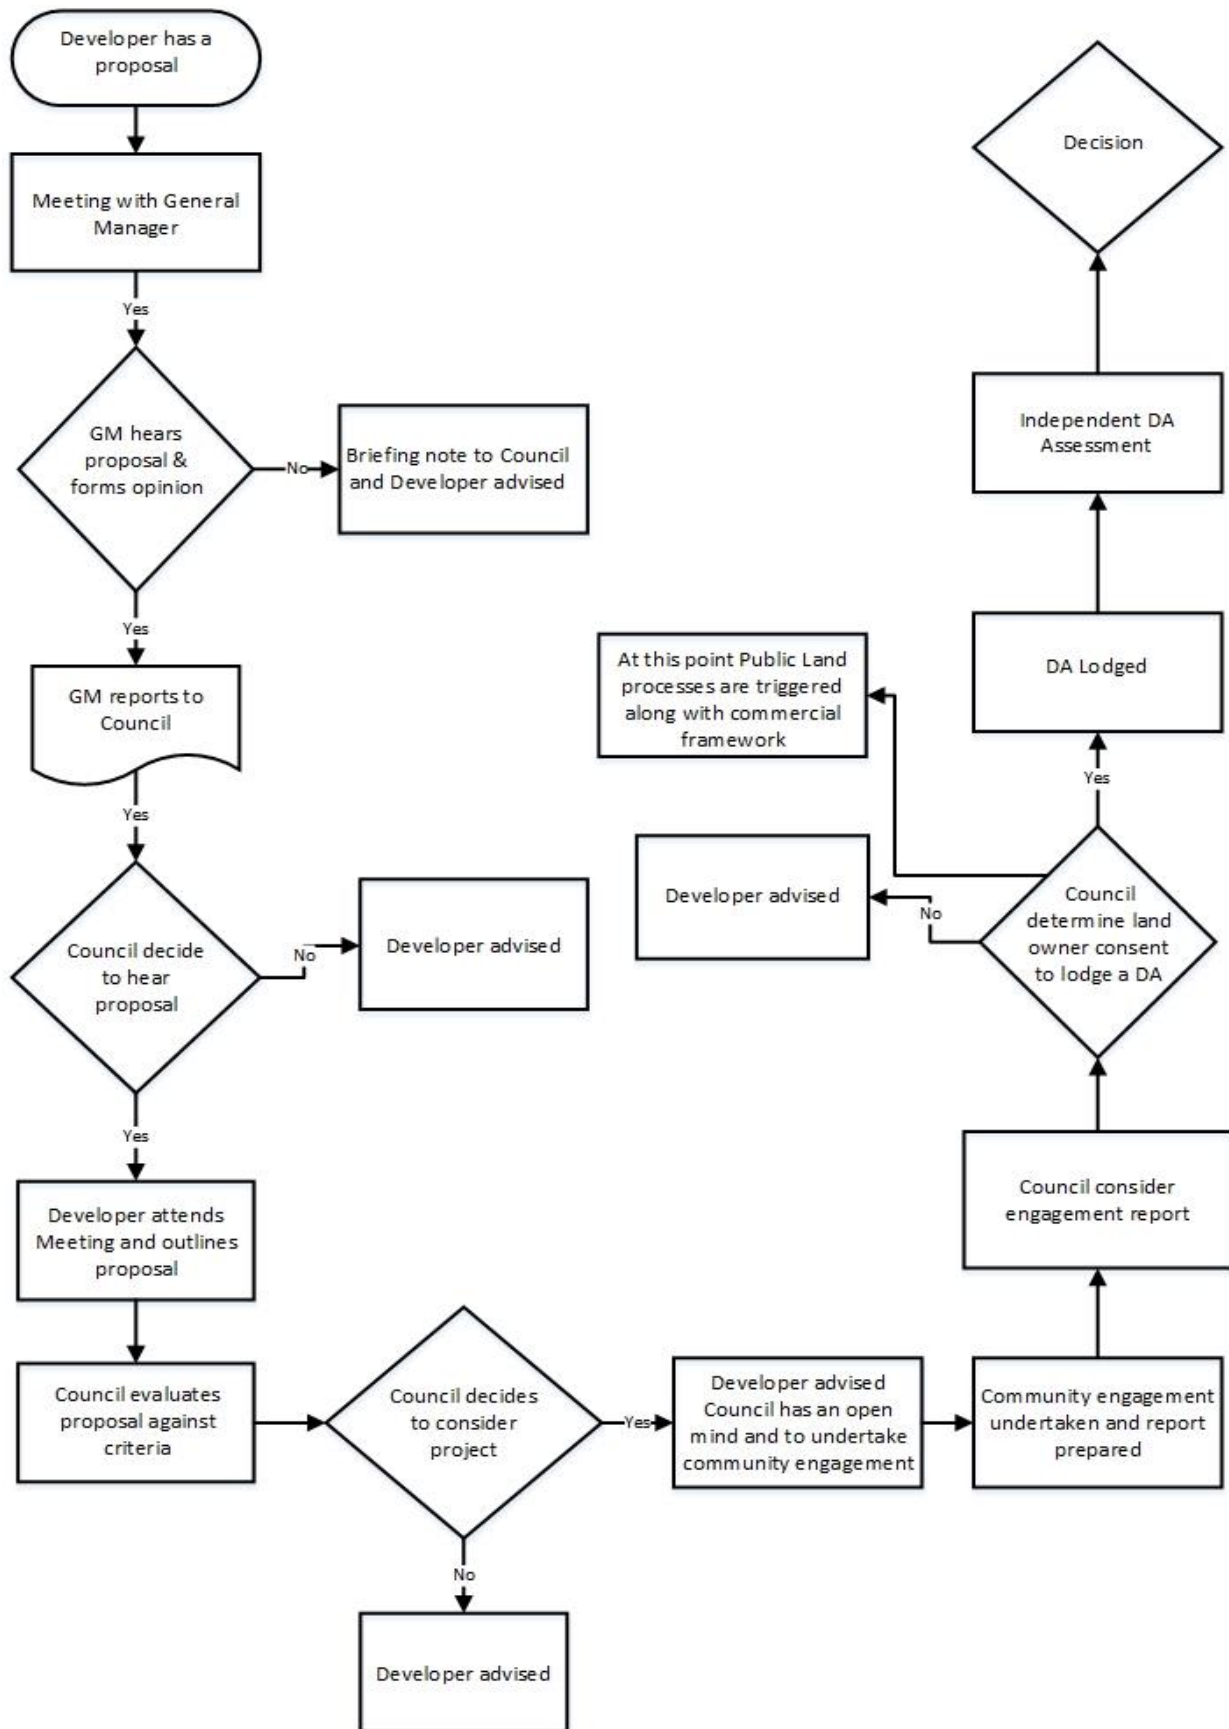 Developer has a
proposal
Meeting with General
Manager
Yes
GM hears
proposal &
forms opinion
No
Briefing note to Council
and Developer advised
Yes
GM reports to
Council
Yes
Council decide
to hear
proposal
No
Developer advised
Yes
Developer attends
Meeting and outlines
proposal
Council evaluates
proposal against
criteria
Council decides
to consider
project
No
Developer advised
Yes
Developer advised
Council has an open
mind and to undertake
community engagement
Community engagement
undertaken and report
prepared
Council consider
engagement report
Council
determine land
owner consent
to lodge a DA
No
Developer advised
At this point Public Land
processes are triggered
along with commercial
framework
Yes
DA Lodged
Independent DA
Assessment
Decision